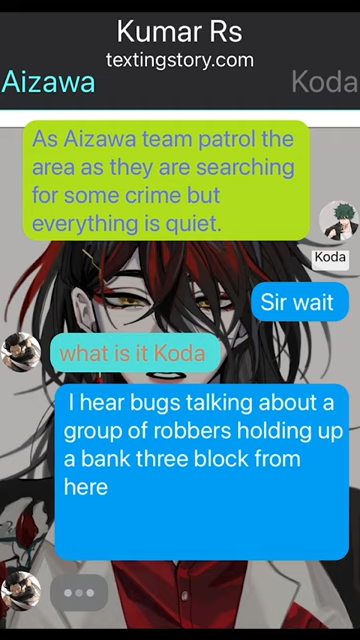 Kumar Rs
textingstory.com
Aizawa Koda
As Aizawa team patrol the
area as they are searching
for some crime but
everything is quiet.
Koda
Sir wait
what is it Koda
I hear bugs talking about a
group of robbers holding up
a bank three block from
here